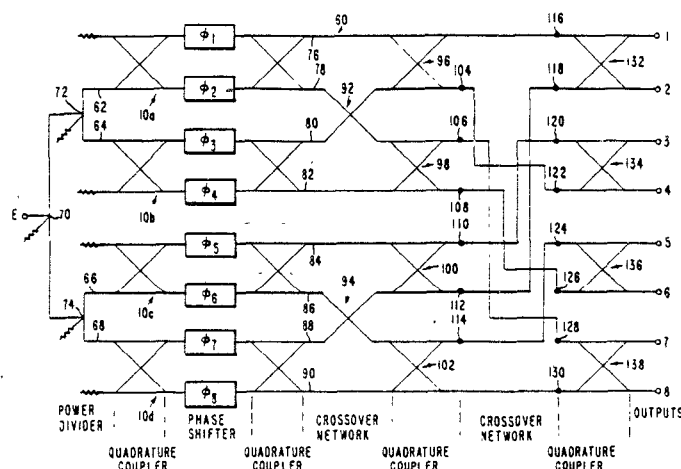 60
116
ϕ1
1
76
78
96
104
118
132
72
ϕ2
2
62
10a
92
64
80
106
120
ϕ3
3
82
98
122
134
ϕ4
4
10b
108
E
70
110
124
ϕ5
5
66
84
94
100
126
136
ϕ6
6
74
10c
86
112
88
114
128
68
ϕ7
7
90
102
130
138
ϕ8
8
10d
POWER DIVIDER
PHASE SHIFTER
CROSSOVER NETWORK
CROSSOVER NETWORK
OUTPUTS
QUADRATURE COUPLER
QUADRATURE COUPLER
QUADRATURE COUPLER
QUADRATURE COUPLER